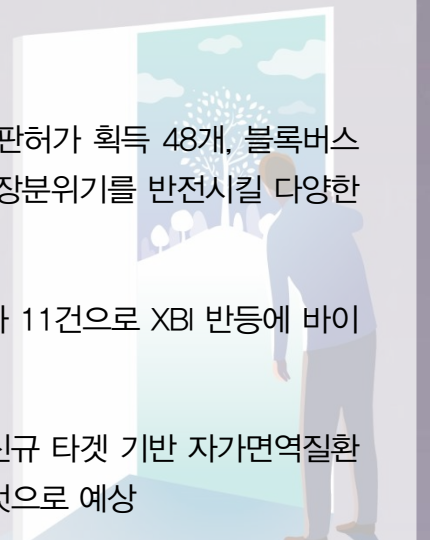 판허가 획득 48개, 블록버스
장분위기를 반전시킬 다양한
11건으로 XBI 반등에 바이
신규 타겟 기반 자가면역질환
것으로 예상